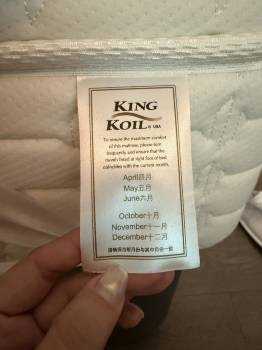 KING
KOIL® USA
To ensure the maximum comfort
of this mattress, please turn
frequently and ensure that the
month head at right foot of bed
coincides with the current month.
April四月
May五月
June六月
October十月
November十一月
December十二月